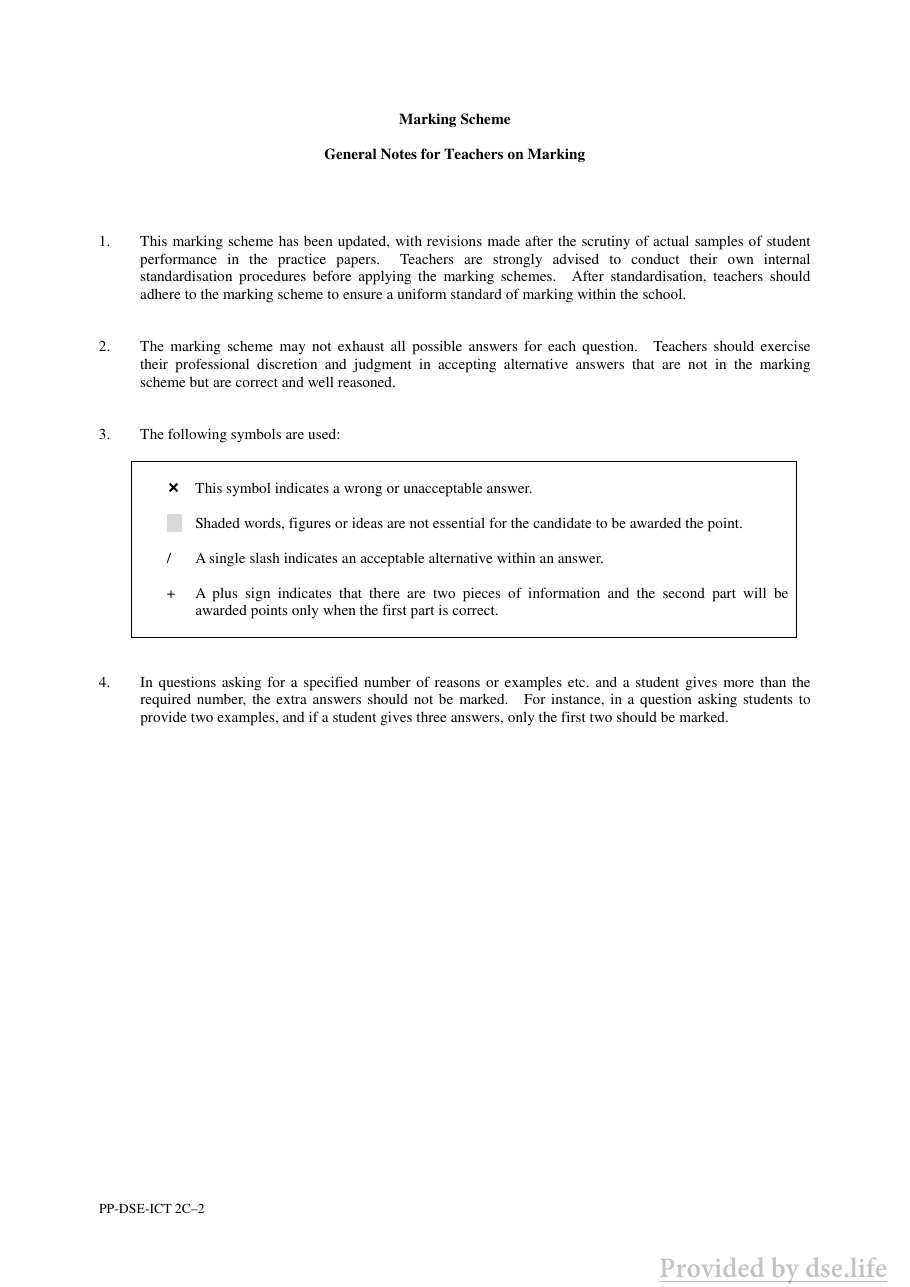 Marking Scheme
General Notes for Teachers on Marking
1. This marking scheme has been updated, with revisions made after the scrutiny of actual samples of student
performance in the practice papers. Teachers are strongly advised to conduct their own internal
standardisation procedures before applying the marking schemes. After standardisation, teachers should
adhere to the marking scheme to ensure a uniform standard of marking within the school.
2. The marking scheme may not exhaust all possible answers for each question. Teachers should exercise
their professional discretion and judgment in accepting alternative answers that are not in the marking
scheme but are correct and well reasoned.
3. The following symbols are used:
× This symbol indicates a wrong or unacceptable answer.
Shaded words, figures or ideas are not essential for the candidate to be awarded the point.
/ A single slash indicates an acceptable alternative within an answer.
+ A plus sign indicates that there are two pieces of information and the second part will be
awarded points only when the first part is correct.
4. In questions asking for a specified number of reasons or examples etc. and a student gives more than the
required number, the extra answers should not be marked. For instance, in a question asking students to
provide two examples, and if a student gives three answers, only the first two should be marked.
PP-DSE-ICT 2C–2
Provided by dse.life